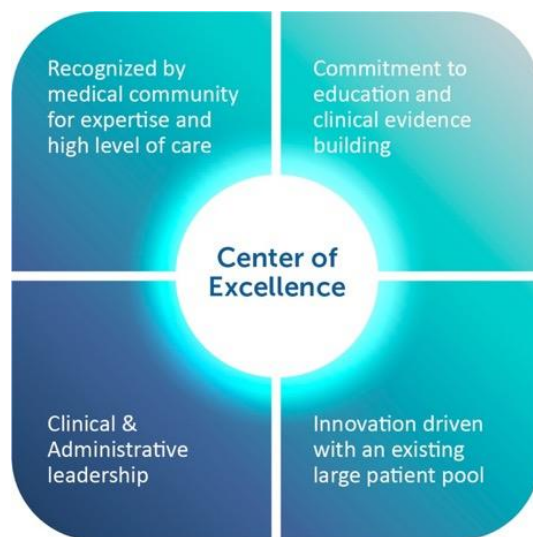 Recognized by
medical community
for expertise and
high level of care
Commitment to
education and
clinical evidence
building
Center of
Excellence
Clinical &
Administrative
leadership
Innovation driven
with an existing
large patient pool